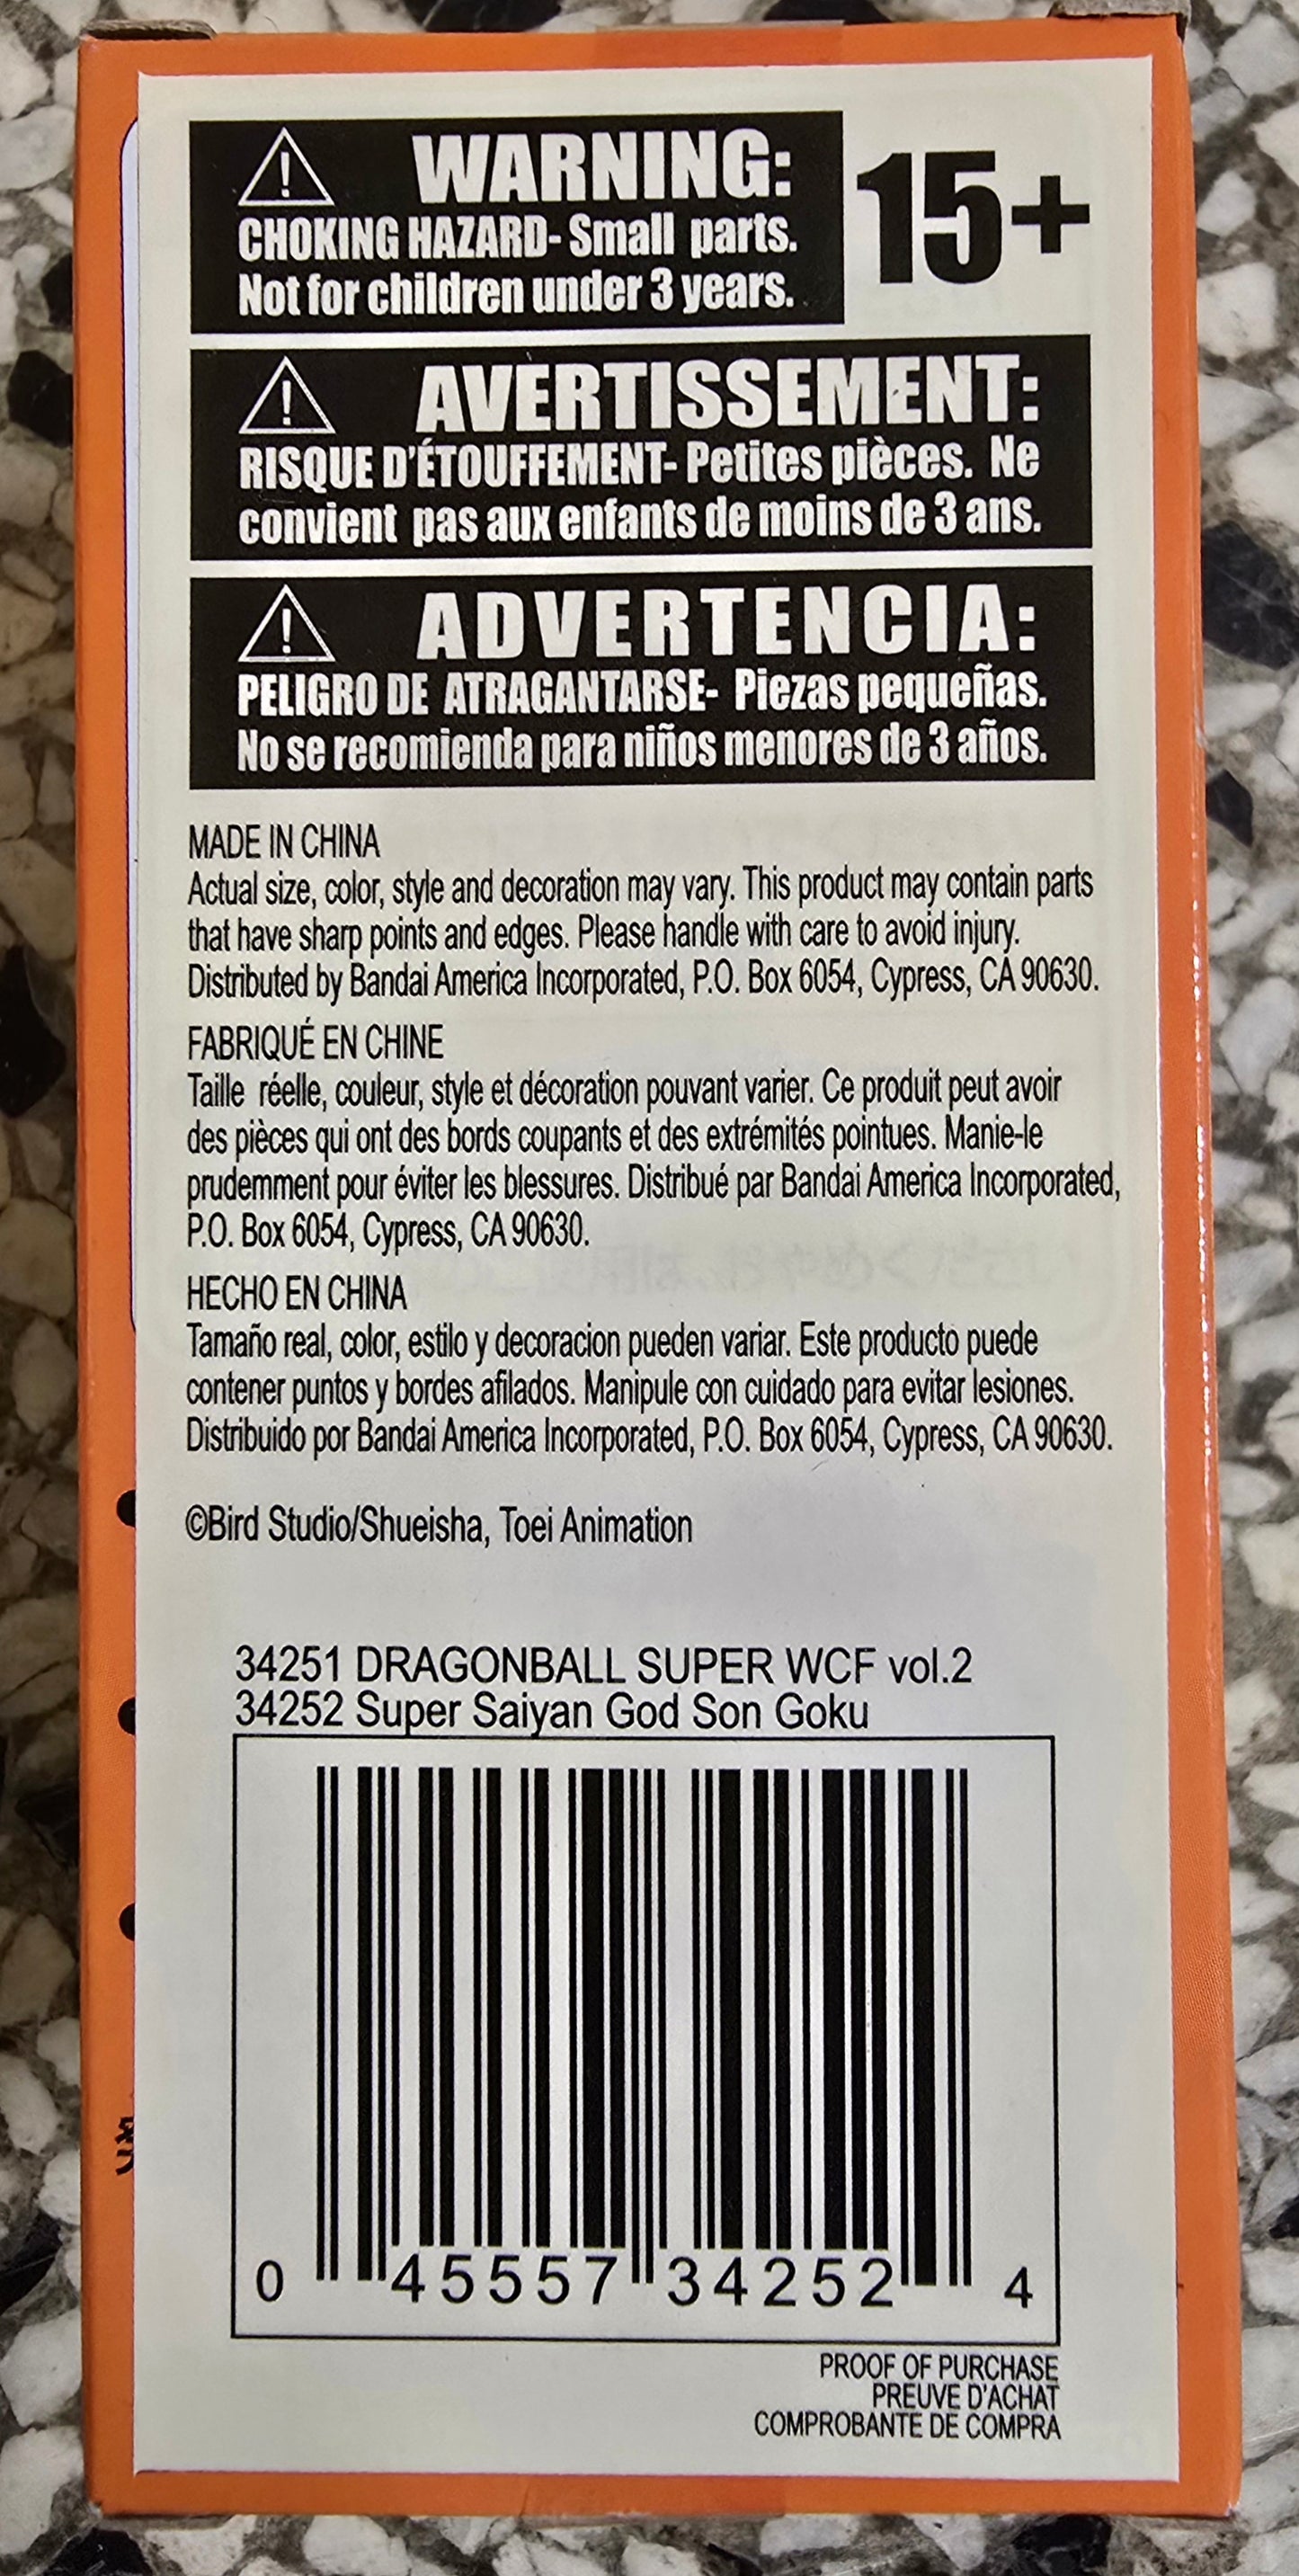 WARNING:
CHOKING HAZARD- Small parts.
Not for children under 3 years.
15+
AVERTISSEMENT:
RISQUE D'ÉTOUFFEMENT- Petites pièces. Ne
convient pas aux enfants de moins de 3 ans.
ADVERTENCIA:
PELIGRO DE ATRAGANTARSE- Piezas pequeñas.
No se recomienda para niños menores de 3 años.
MADE IN CHINA
Actual size, color, style and decoration may vary. This product may contain parts
that have sharp points and edges. Please handle with care to avoid injury.
Distributed by Bandai America Incorporated, P.O. Box 6054, Cypress, CA 90630.
FABRIQUÉ EN CHINE
Taille réelle, couleur, style et décoration pouvant varier. Ce produit peut avoir
des pièces qui ont des bords coupants et des extrémités pointues. Manie-le
prudemment pour éviter les blessures. Distribué par Bandai America Incorporated,
P.O. Box 6054, Cypress, CA 90630.
HECHO EN CHINA
Tamaño real, color, estilo y decoracion pueden variar. Este producto puede
contener puntos y bordes afilados. Manipule con cuidado para evitar lesiones.
Distribuido por Bandai America Incorporated, P.O. Box 6054, Cypress, CA 90630.
©Bird Studio/Shueisha, Toei Animation
34251 DRAGONBALL SUPER WCF vol.2
34252 Super Saiyan God Son Goku
0 45557 34252 4
PROOF OF PURCHASE
PREUVE D'ACHAT
COMPROBANTE DE COMPRA